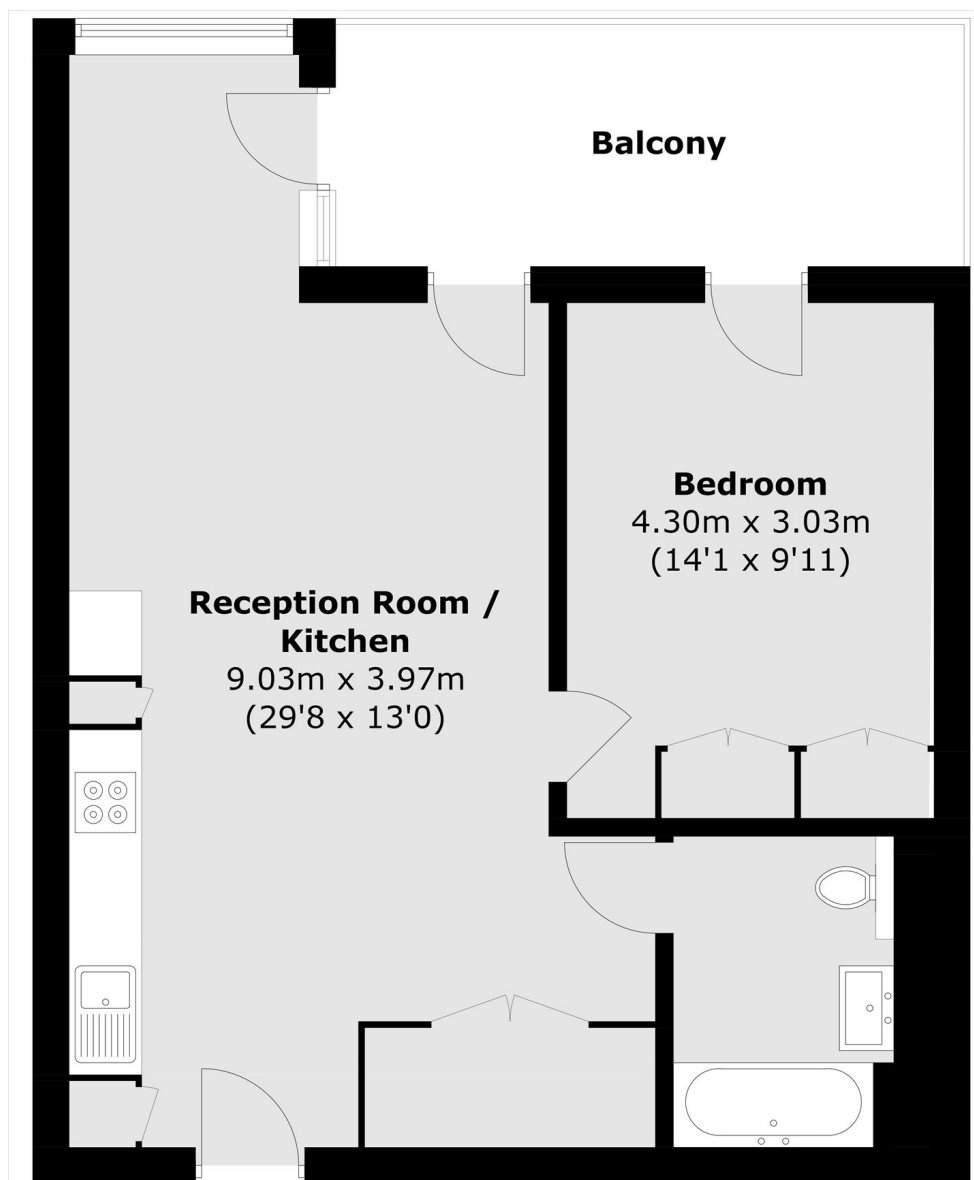 Balcony
Bedroom
4.30m x 3.03m
(14'1 x 9'11)
Reception Room /
Kitchen
9.03m x 3.97m
(29'8 x 13'0)